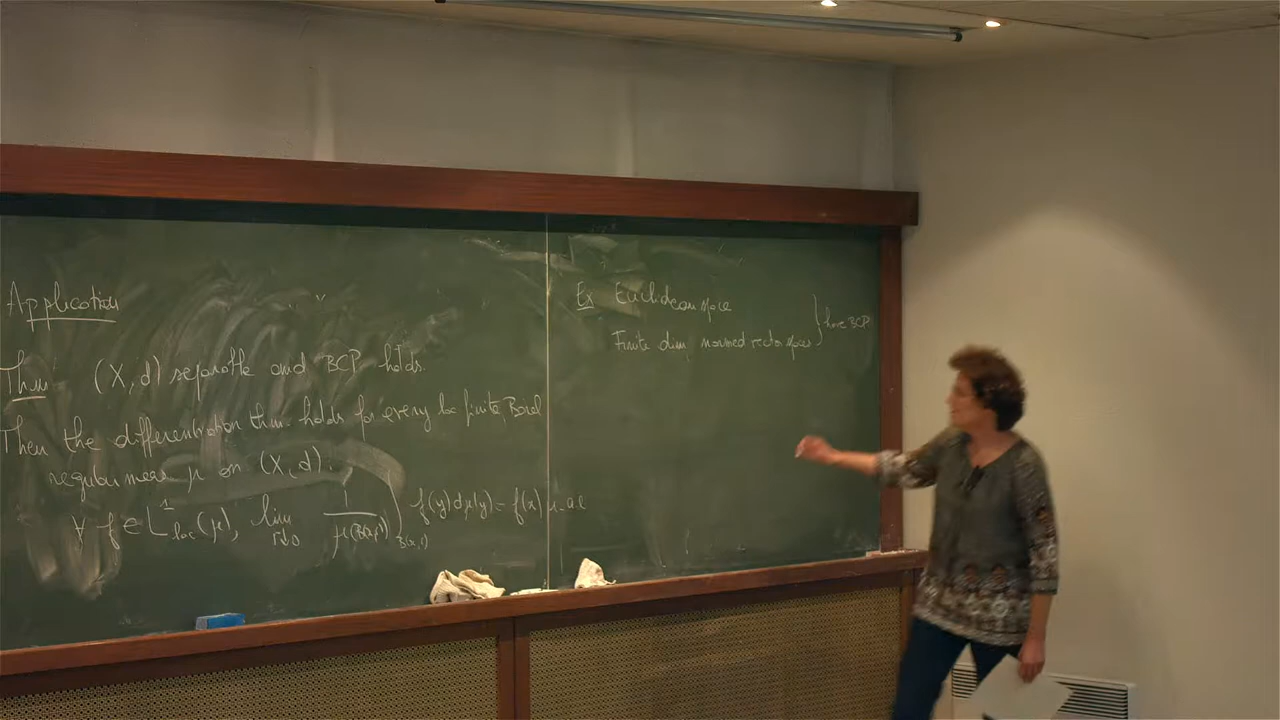 Application
Thm (X,d) separable and BCP holds.
Then the differentiation thm. holds for every loc finite, Borel
regular meas μ on (X,d).
∀ f ∈ L¹loc(μ), lim r↓0 1/μ(B(x,r)) ∫B(x,r) f(y)dμ(y) = f(x) μ-a.e
Ex Euclidean space
Finite dim, normed vector spaces } have BCP